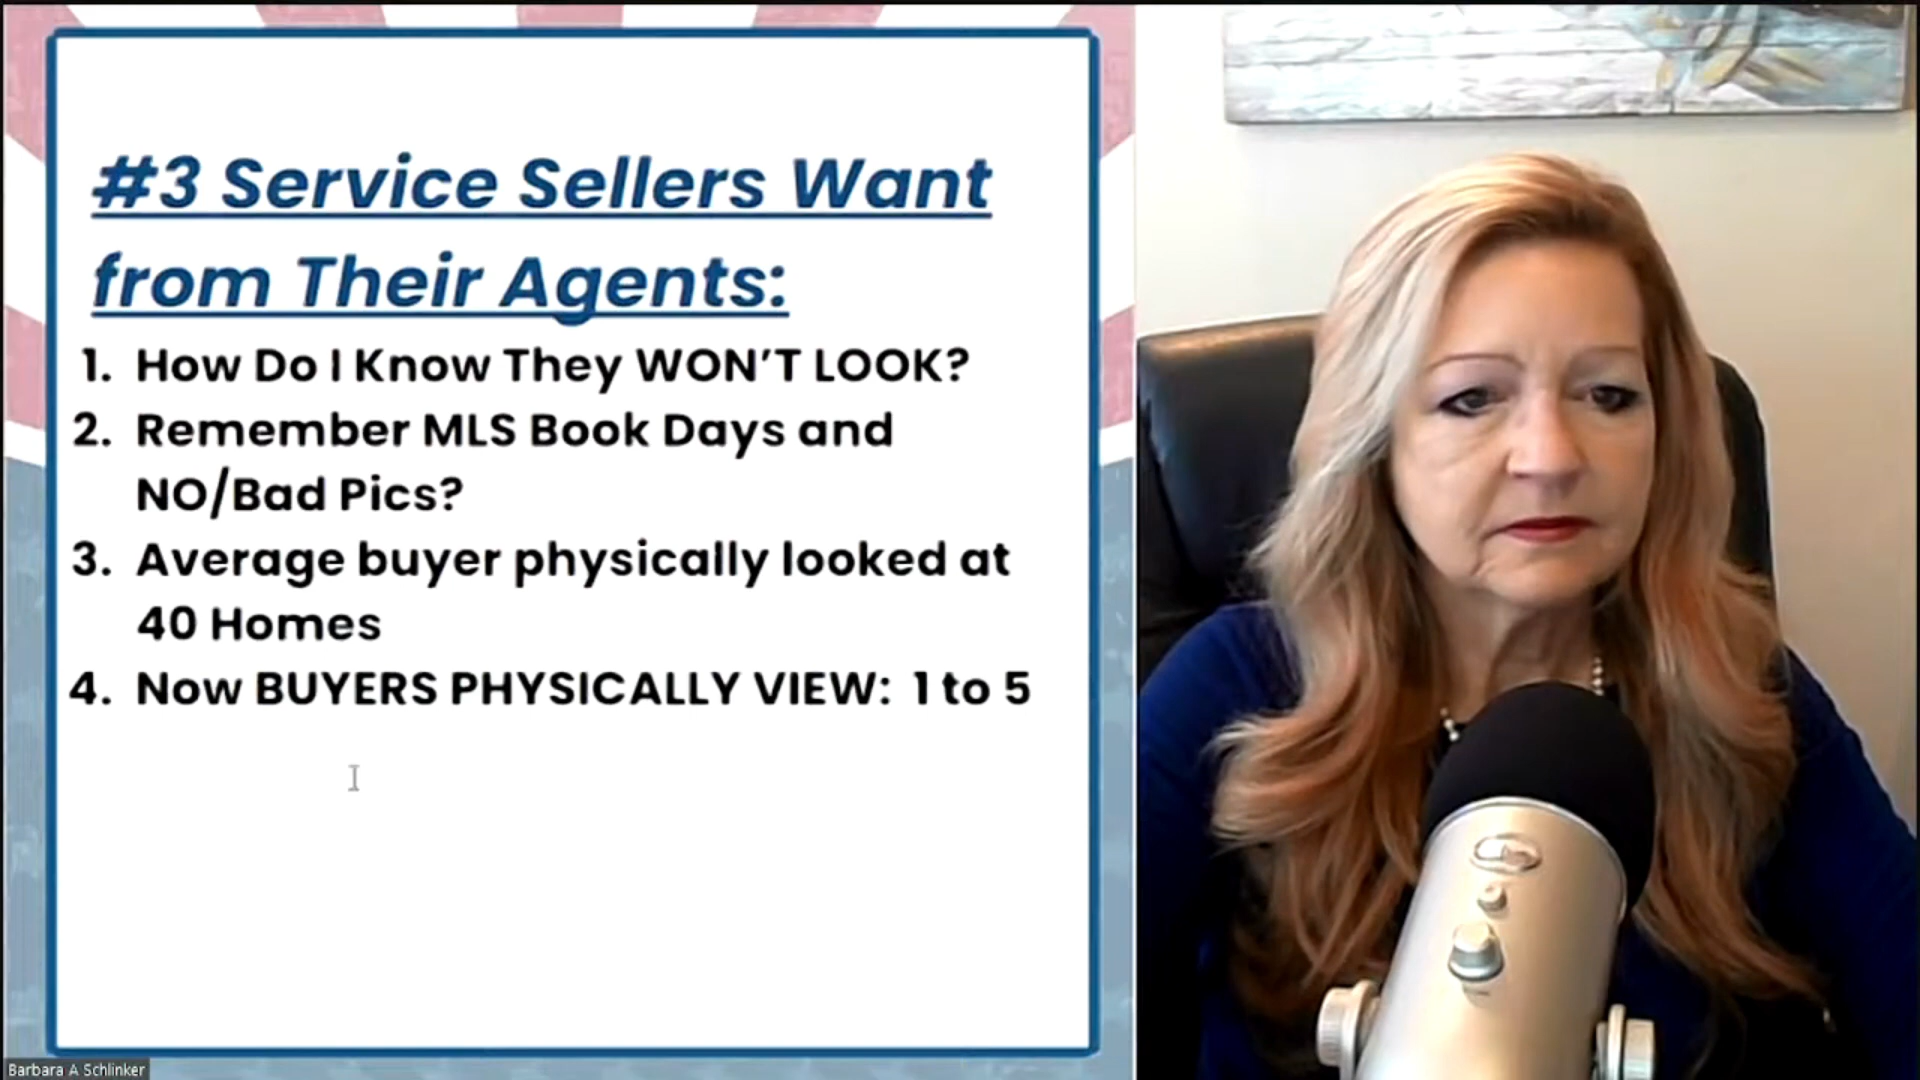 #3 Service Sellers Want
from Their Agents:
1. How Do I Know They WON'T LOOK?
2. Remember MLS Book Days and
NO/Bad Pics?
3. Average buyer physically looked at
40 Homes
4. Now BUYERS PHYSICALLY VIEW: 1 to 5
Barbara A Schlinker